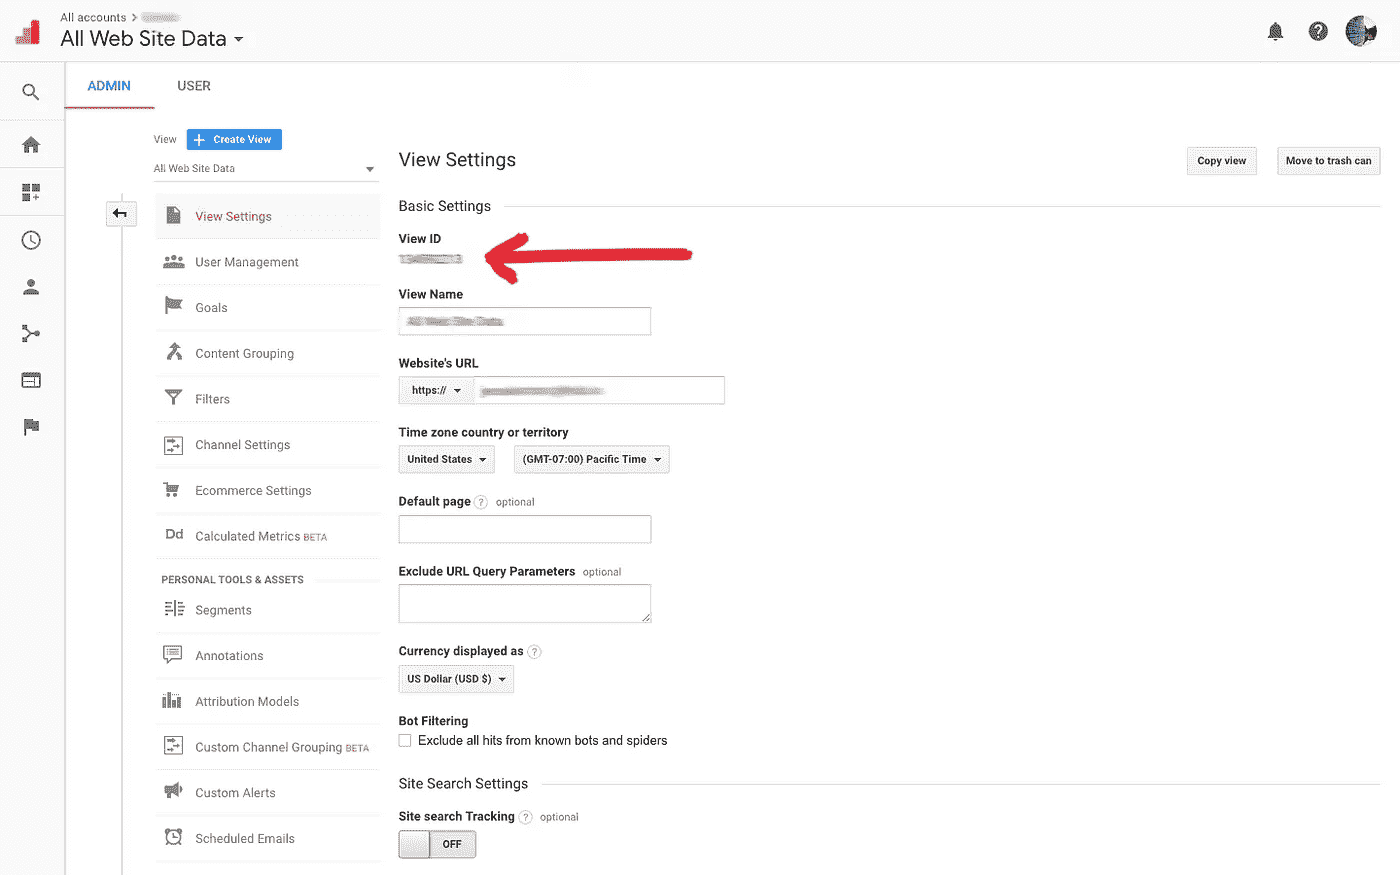 All accounts >
All Web Site Data
ADMIN USER
View + Create View
All Web Site Data
View Settings
User Management
Goals
Content Grouping
Filters
Channel Settings
Ecommerce Settings
Dd Calculated Metrics BETA
PERSONAL TOOLS & ASSETS
Segments
Annotations
Attribution Models
Custom Channel Grouping BETA
Custom Alerts
Scheduled Emails
View Settings
Copy view Move to trash can
Basic Settings
View ID
View Name
Website's URL
https://
Time zone country or territory
United States (GMT-07:00) Pacific Time
Default page ? optional
Exclude URL Query Parameters optional
Currency displayed as ?
US Dollar (USD $)
Bot Filtering
Exclude all hits from known bots and spiders
Site Search Settings
Site search Tracking ? optional
OFF